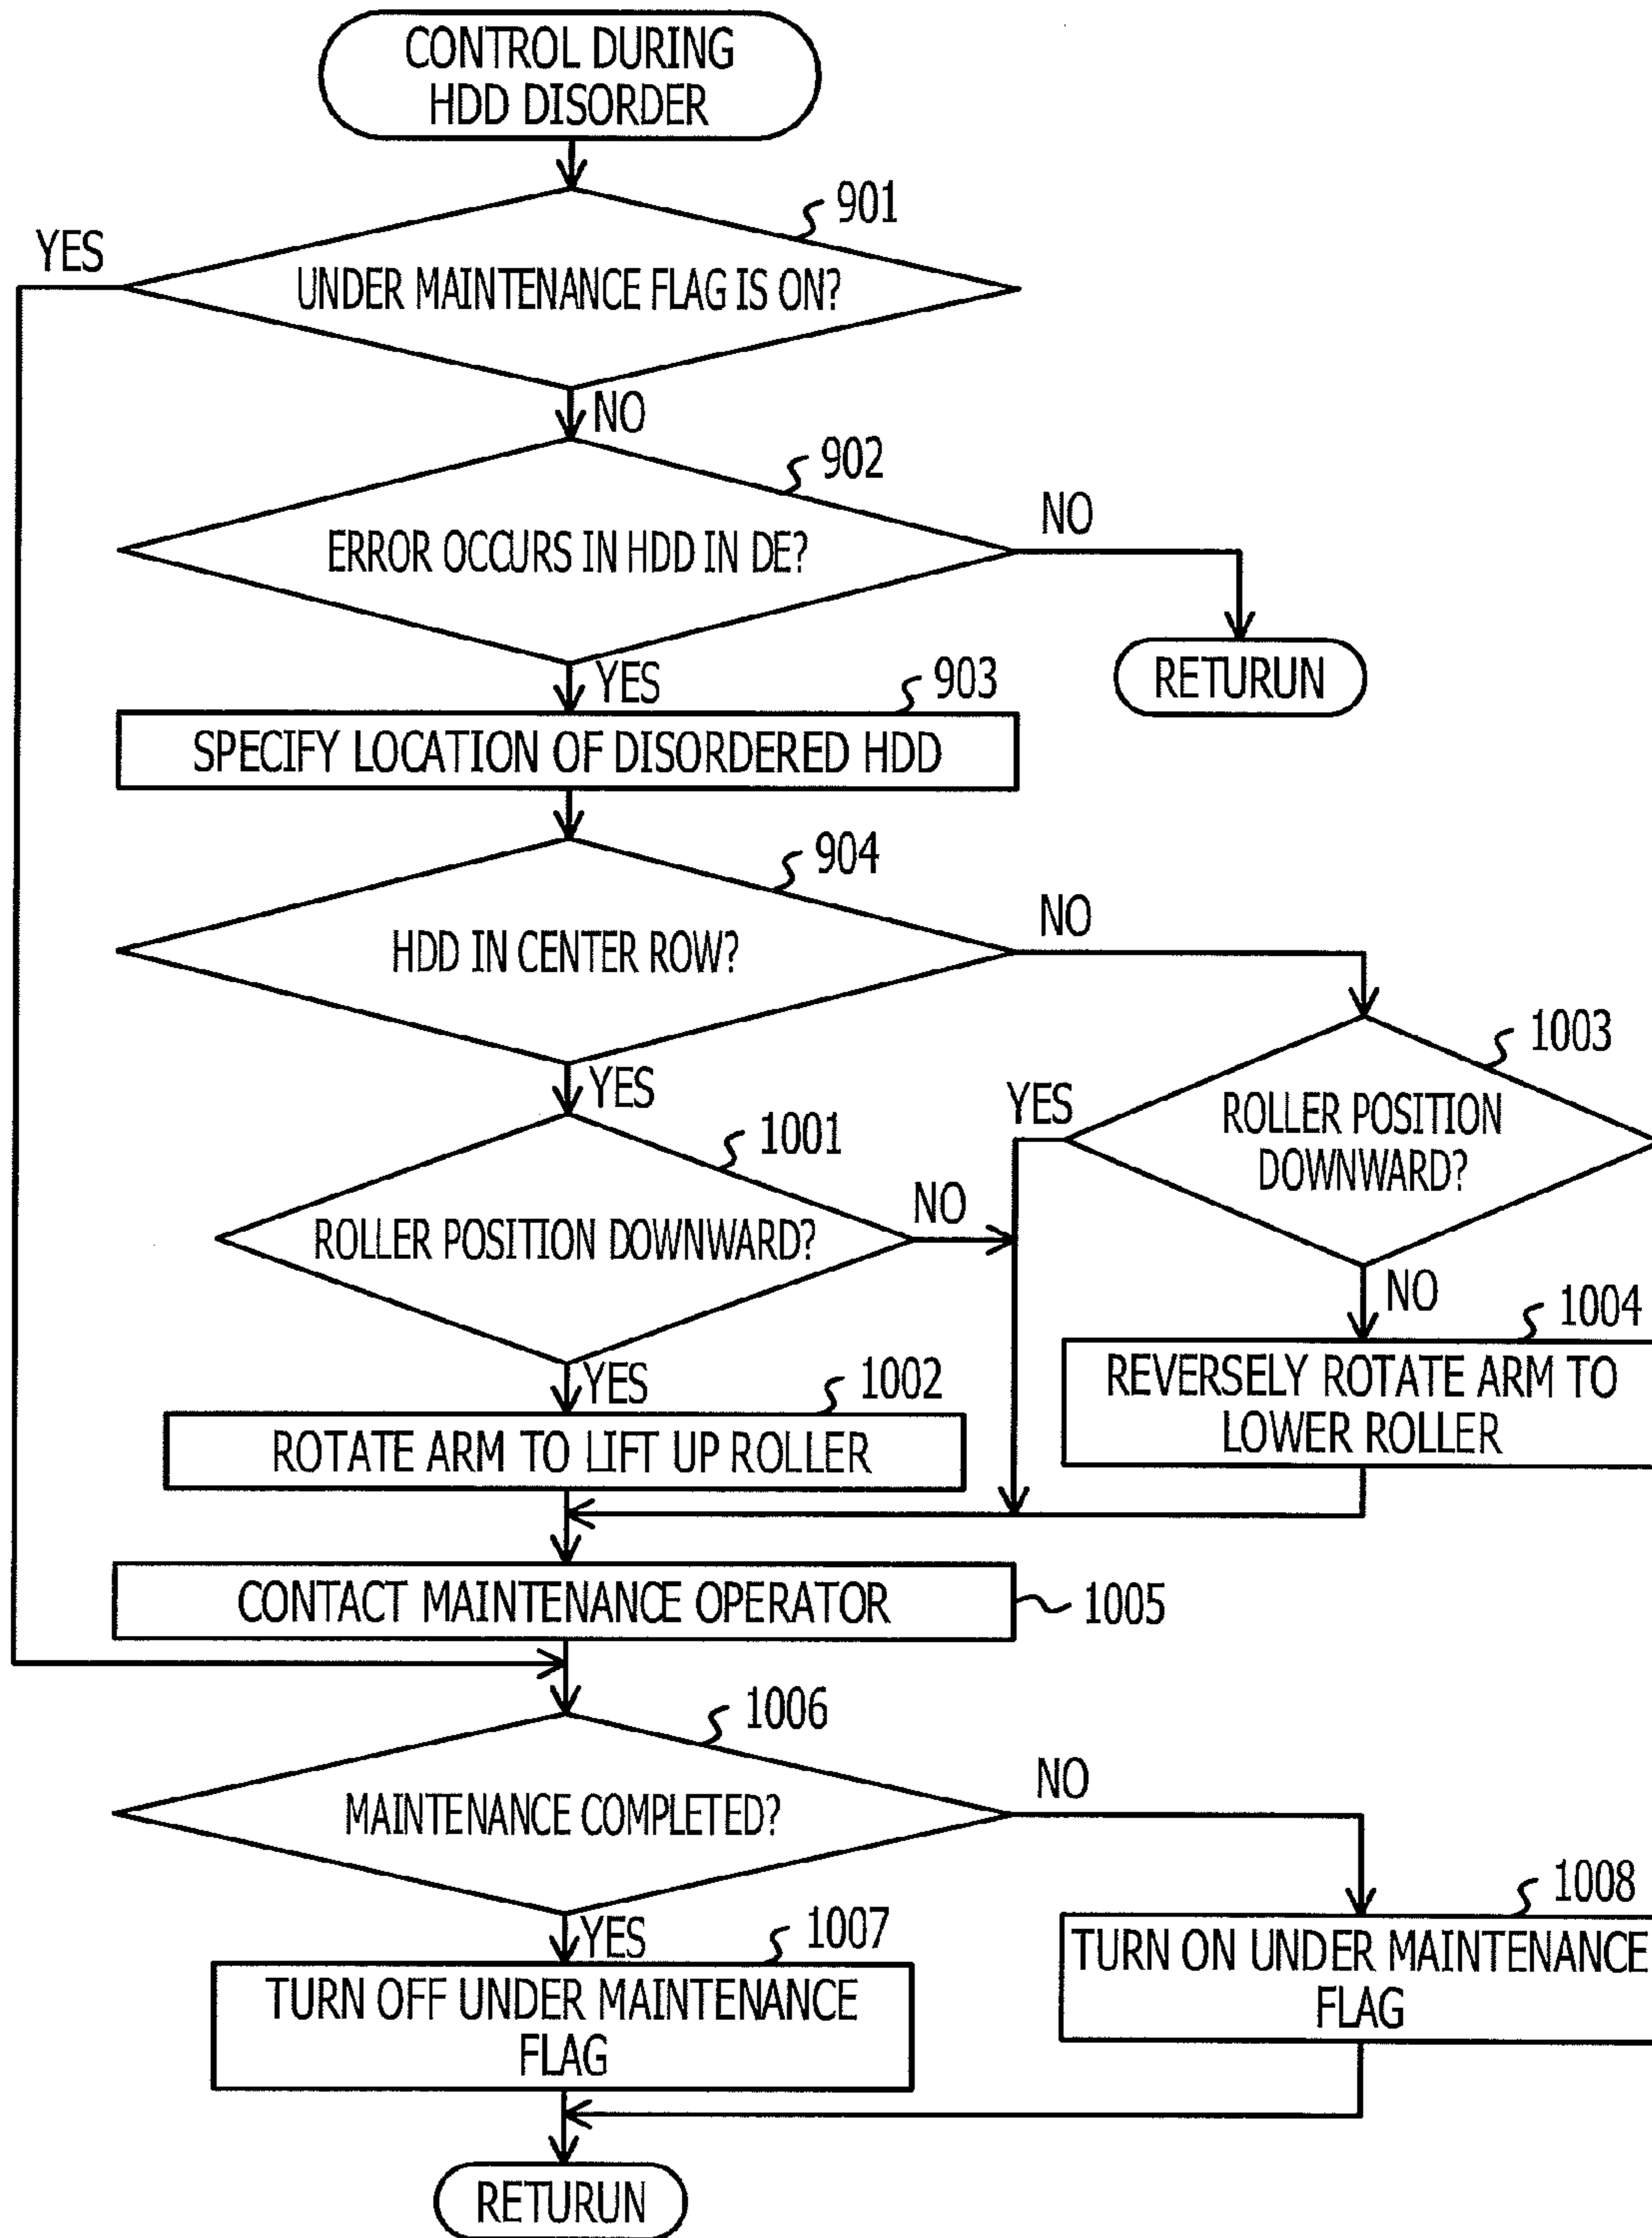 CONTROL DURING
HDD DISORDER
901
YES
UNDER MAINTENANCE FLAG IS ON?
NO
902
NO
ERROR OCCURS IN HDD IN DE?
YES
903
RETURUN
SPECIFY LOCATION OF DISORDERED HDD
904
NO
HDD IN CENTER ROW?
1003
YES
YES
ROLLER POSITION
DOWNWARD?
1001
NO
ROLLER POSITION DOWNWARD?
NO
1004
YES
1002
REVERSELY ROTATE ARM TO
LOWER ROLLER
ROTATE ARM TO LIFT UP ROLLER
CONTACT MAINTENANCE OPERATOR
1005
1006
NO
MAINTENANCE COMPLETED?
1008
YES
1007
TURN ON UNDER MAINTENANCE
FLAG
TURN OFF UNDER MAINTENANCE
FLAG
RETURUN